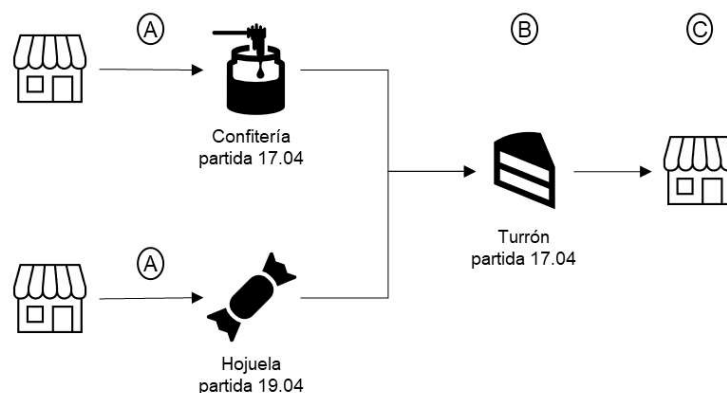 A
B
C
Confitería
partida 17.04
Turrón
partida 17.04
A
Hojuela
partida 19.04